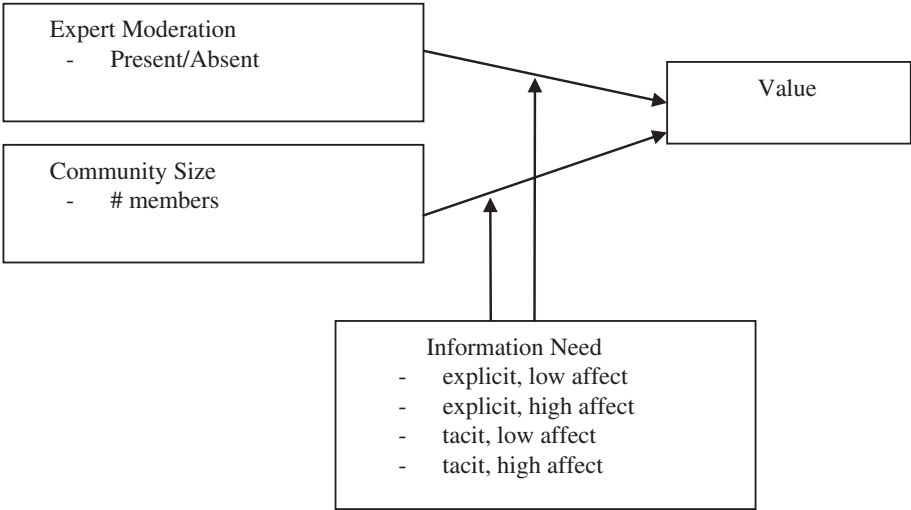 Expert Moderation
- Present/Absent
Value
Community Size
- # members
Information Need
- explicit, low affect
- explicit, high affect
- tacit, low affect
- tacit, high affect